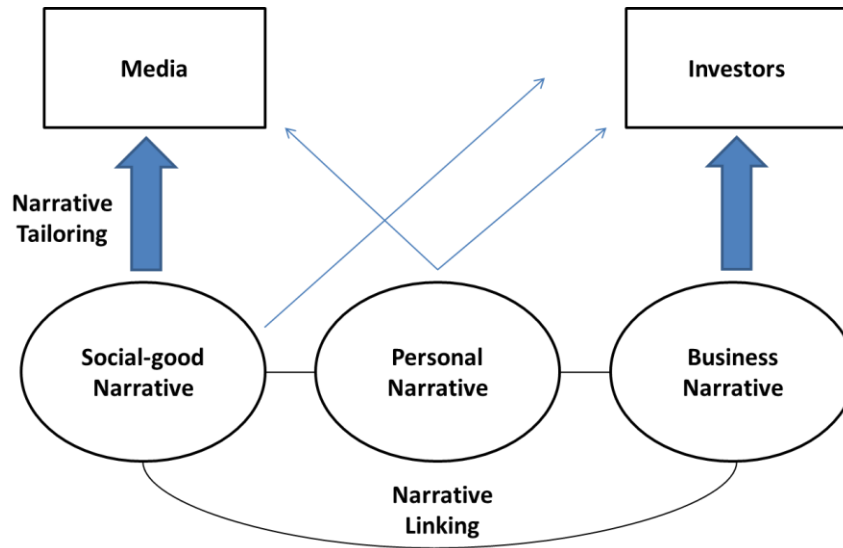 Media
Investors
Narrative
Tailoring
Social-good
Narrative
Personal
Narrative
Business
Narrative
Narrative
Linking